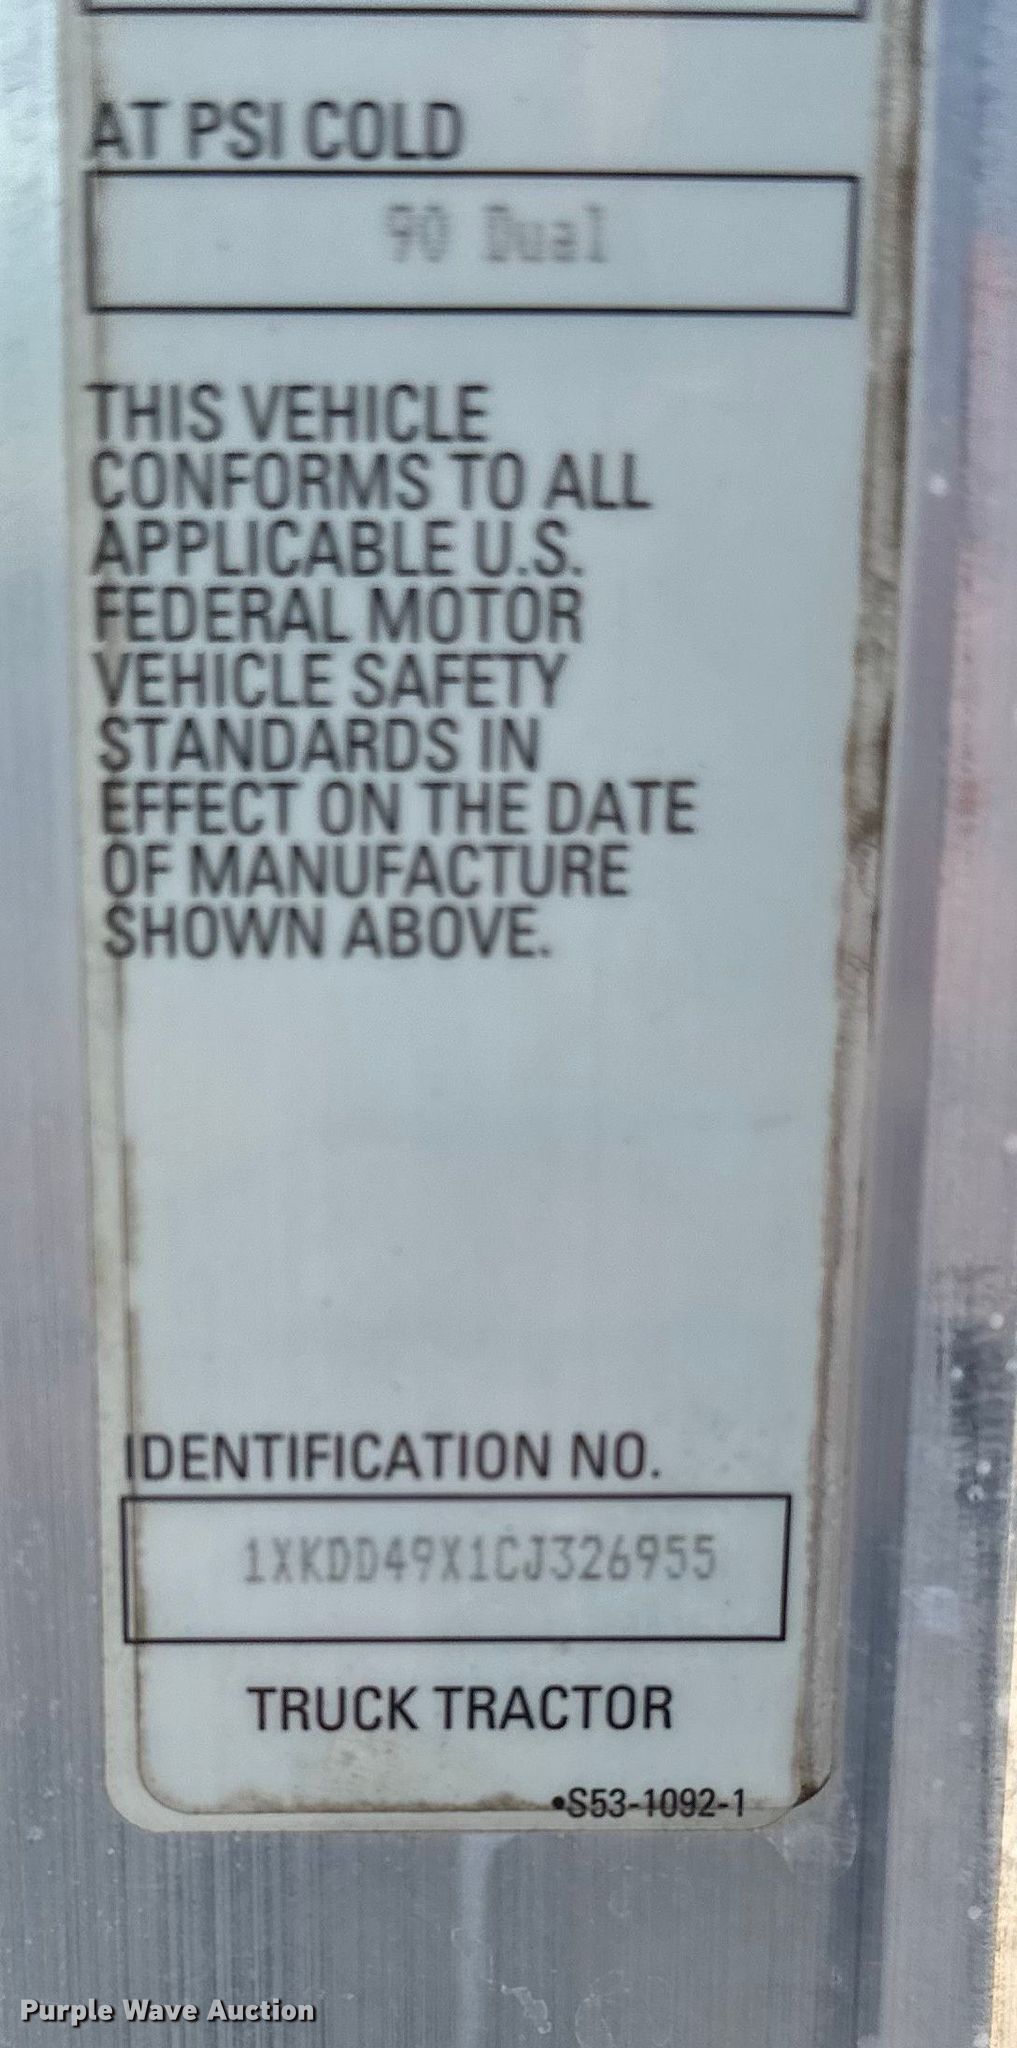 AT PSI COLD
90 Dual
THIS VEHICLE
CONFORMS TO ALL
APPLICABLE U.S.
FEDERAL MOTOR
VEHICLE SAFETY
STANDARDS IN
EFFECT ON THE DATE
OF MANUFACTURE
SHOWN ABOVE.
IDENTIFICATION NO.
1XKDD49X1CJ326955
TRUCK TRACTOR
•S53-1092-1
Purple Wave Auction